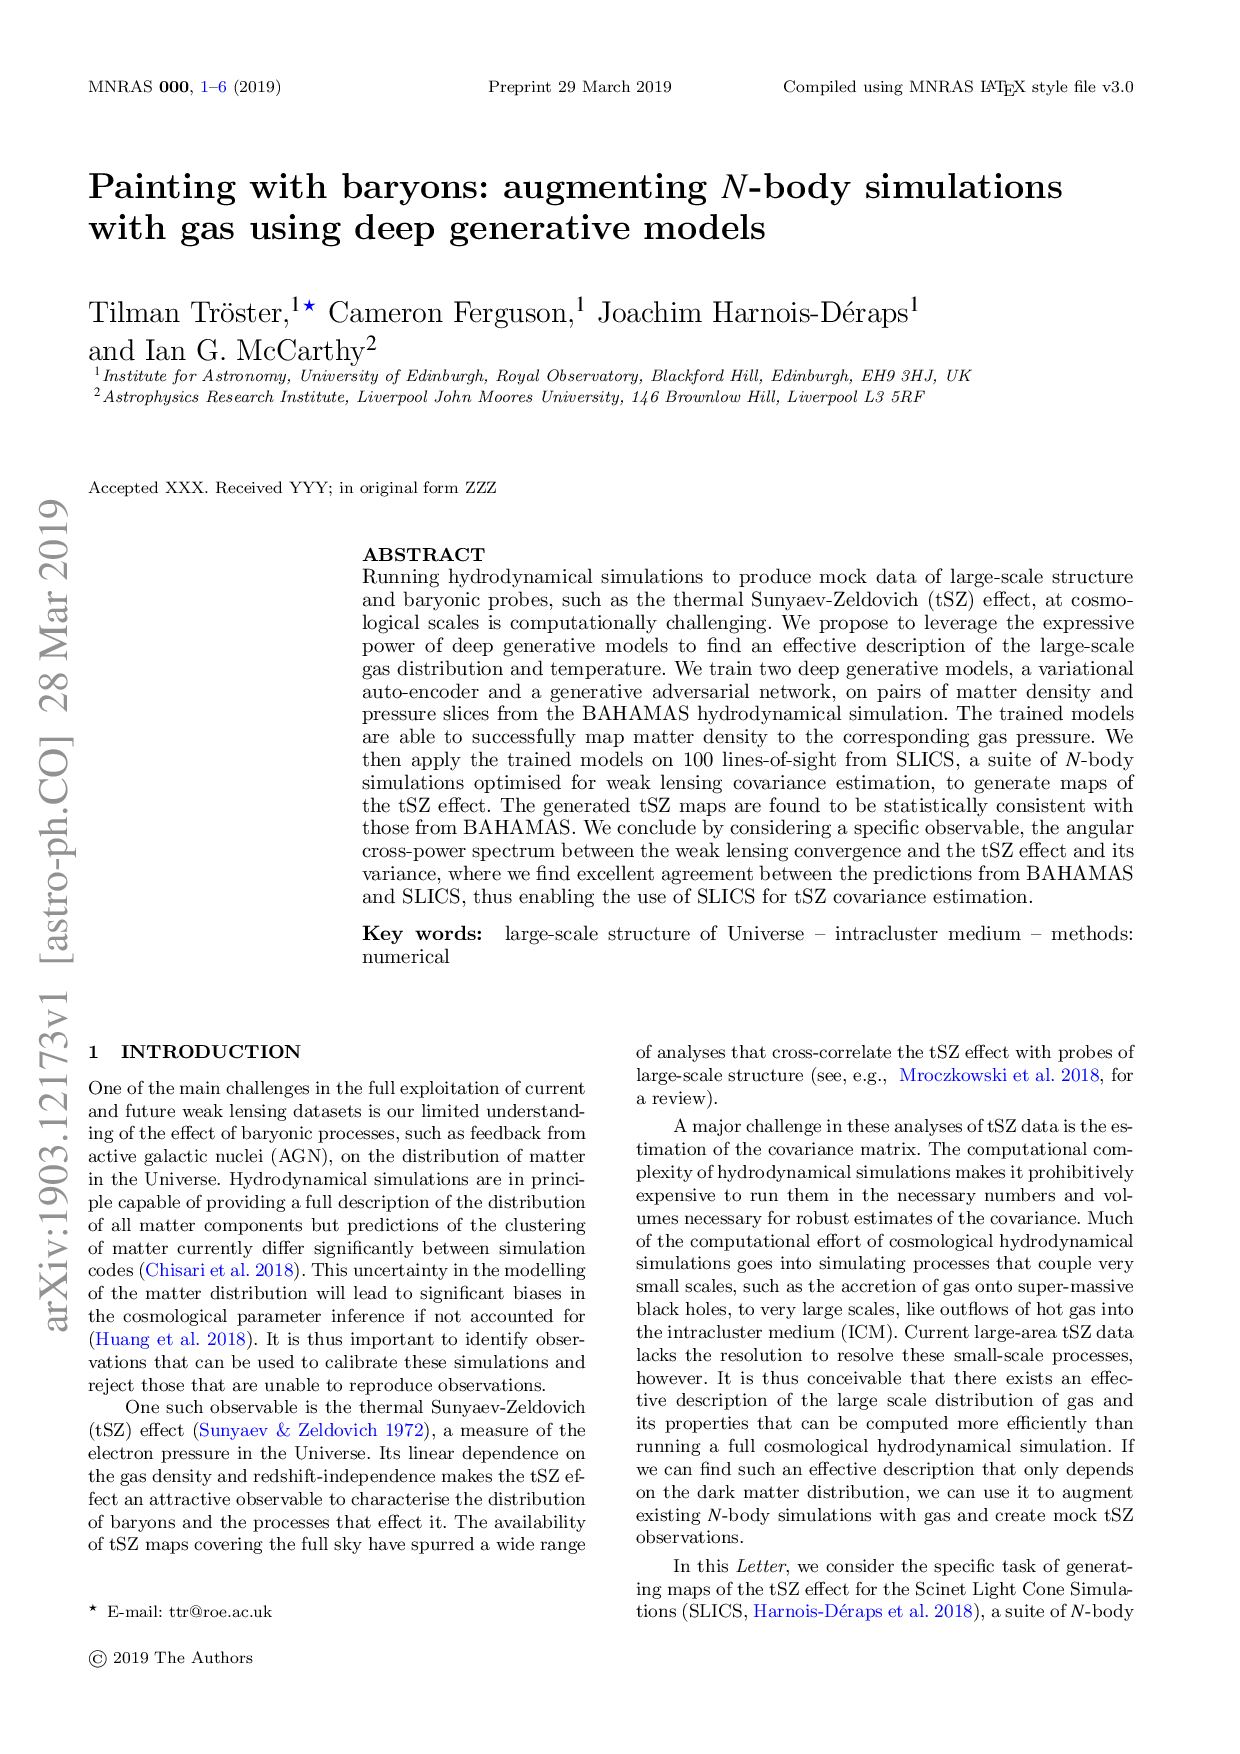 MNRAS 000, 1–6 (2019)
Preprint 29 March 2019
Compiled using MNRAS LATEX style file v3.0
Painting with baryons: augmenting N-body simulations
with gas using deep generative models
Tilman Tröster,1⋆ Cameron Ferguson,1 Joachim Harnois-Déraps1
and Ian G. McCarthy2
1Institute for Astronomy, University of Edinburgh, Royal Observatory, Blackford Hill, Edinburgh, EH9 3HJ, UK
2Astrophysics Research Institute, Liverpool John Moores University, 146 Brownlow Hill, Liverpool L3 5RF
Accepted XXX. Received YYY; in original form ZZZ
arXiv:1903.12173v1 [astro-ph.CO] 28 Mar 2019
ABSTRACT
Running hydrodynamical simulations to produce mock data of large-scale structure
and baryonic probes, such as the thermal Sunyaev-Zeldovich (tSZ) effect, at cosmo-
logical scales is computationally challenging. We propose to leverage the expressive
power of deep generative models to find an effective description of the large-scale
gas distribution and temperature. We train two deep generative models, a variational
auto-encoder and a generative adversarial network, on pairs of matter density and
pressure slices from the BAHAMAS hydrodynamical simulation. The trained models
are able to successfully map matter density to the corresponding gas pressure. We
then apply the trained models on 100 lines-of-sight from SLICS, a suite of N-body
simulations optimised for weak lensing covariance estimation, to generate maps of
the tSZ effect. The generated tSZ maps are found to be statistically consistent with
those from BAHAMAS. We conclude by considering a specific observable, the angular
cross-power spectrum between the weak lensing convergence and the tSZ effect and its
variance, where we find excellent agreement between the predictions from BAHAMAS
and SLICS, thus enabling the use of SLICS for tSZ covariance estimation.
Key words: large-scale structure of Universe – intracluster medium – methods:
numerical
1 INTRODUCTION
One of the main challenges in the full exploitation of current
and future weak lensing datasets is our limited understand-
ing of the effect of baryonic processes, such as feedback from
active galactic nuclei (AGN), on the distribution of matter
in the Universe. Hydrodynamical simulations are in princi-
ple capable of providing a full description of the distribution
of all matter components but predictions of the clustering
of matter currently differ significantly between simulation
codes (Chisari et al. 2018). This uncertainty in the modelling
of the matter distribution will lead to significant biases in
the cosmological parameter inference if not accounted for
(Huang et al. 2018). It is thus important to identify obser-
vations that can be used to calibrate these simulations and
reject those that are unable to reproduce observations.
One such observable is the thermal Sunyaev-Zeldovich
(tSZ) effect (Sunyaev & Zeldovich 1972), a measure of the
electron pressure in the Universe. Its linear dependence on
the gas density and redshift-independence makes the tSZ ef-
fect an attractive observable to characterise the distribution
of baryons and the processes that effect it. The availability
of tSZ maps covering the full sky have spurred a wide range
⋆ E-mail: ttr@roe.ac.uk
© 2019 The Authors
of analyses that cross-correlate the tSZ effect with probes of
large-scale structure (see, e.g., Mroczkowski et al. 2018, for
a review).
A major challenge in these analyses of tSZ data is the es-
timation of the covariance matrix. The computational com-
plexity of hydrodynamical simulations makes it prohibitively
expensive to run them in the necessary numbers and vol-
umes necessary for robust estimates of the covariance. Much
of the computational effort of cosmological hydrodynamical
simulations goes into simulating processes that couple very
small scales, such as the accretion of gas onto super-massive
black holes, to very large scales, like outflows of hot gas into
the intracluster medium (ICM). Current large-area tSZ data
lacks the resolution to resolve these small-scale processes,
however. It is thus conceivable that there exists an effec-
tive description of the large scale distribution of gas and
its properties that can be computed more efficiently than
running a full cosmological hydrodynamical simulation. If
we can find such an effective description that only depends
on the dark matter distribution, we can use it to augment
existing N-body simulations with gas and create mock tSZ
observations.
In this Letter, we consider the specific task of generat-
ing maps of the tSZ effect for the Scinet Light Cone Simula-
tions (SLICS, Harnois-Déraps et al. 2018), a suite of N-body